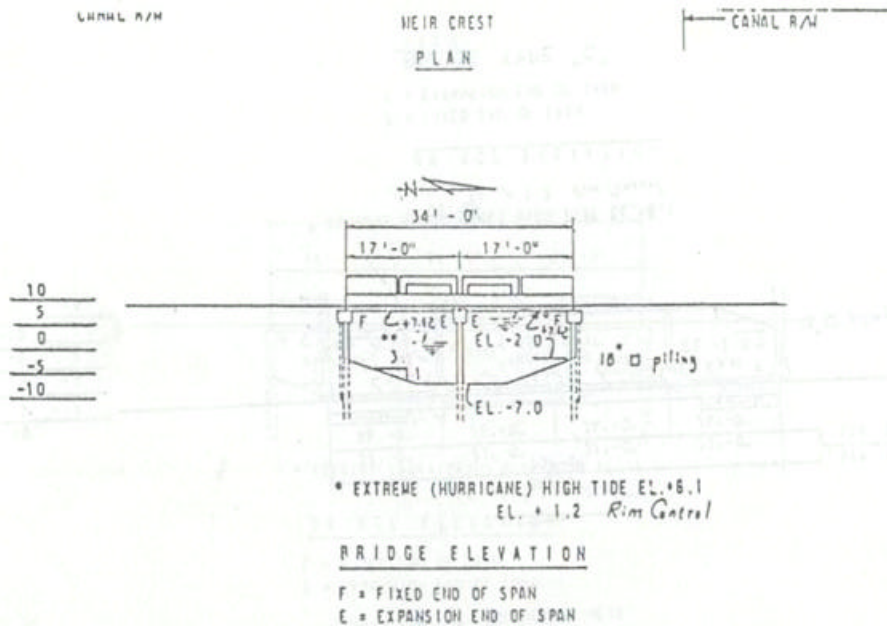 CANAL R/W
WEIR CREST
CANAL R/W
PLAN
N
34'-0"
17'-0" 17'-0"
10
5
0
-5
-10
F +7.12 E E F
** EL.-2.0
3
1
18" □ piling
EL.-7.0
* EXTREME (HURRICANE) HIGH TIDE EL.+6.1
EL. +1.2 Rim Control
BRIDGE ELEVATION
F = FIXED END OF SPAN
E = EXPANSION END OF SPAN